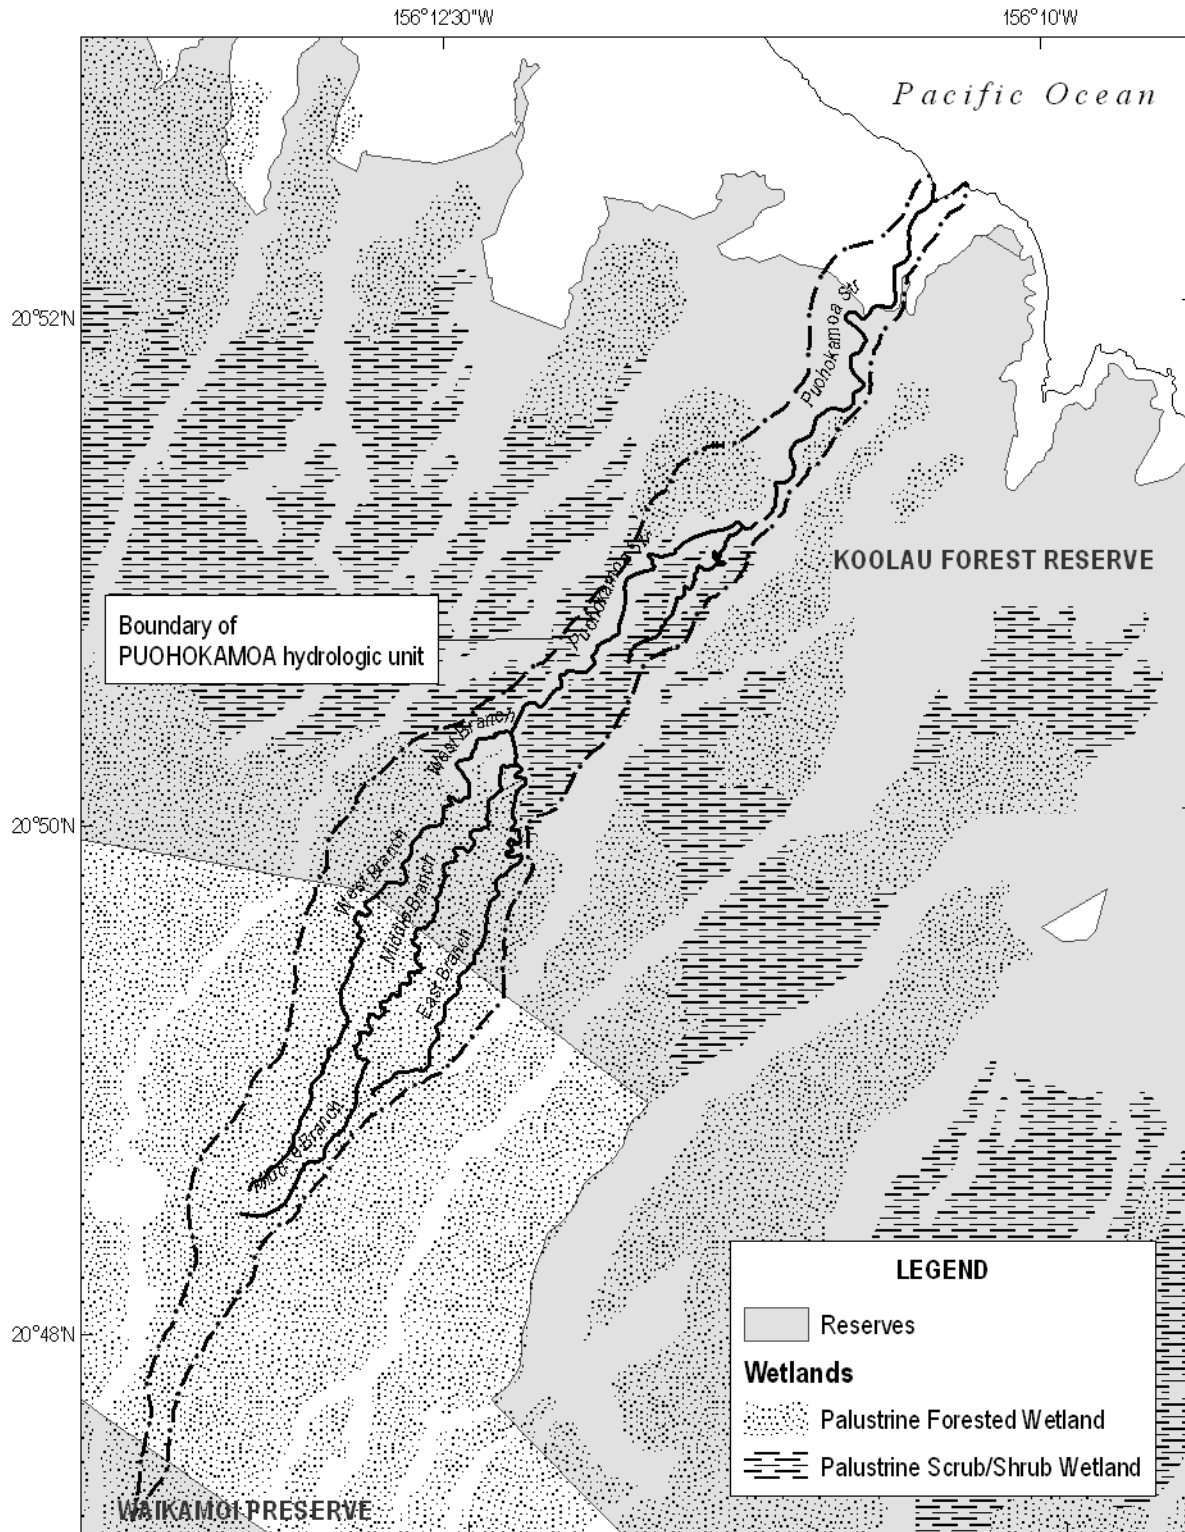 156°12'30"W
156°10'W
Pacific Ocean
20°52'N
Puohokamoa Str
KOOLAU FOREST RESERVE
Puohokamoa Str
Boundary of
PUOHOKAMOA hydrologic unit
West Branch
20°50'N
West Branch
Middle Branch
East Branch
Middle Branch
20°48'N
LEGEND
Reserves
Wetlands
Palustrine Forested Wetland
Palustrine Scrub/Shrub Wetland
WAIKAMOI PRESERVE